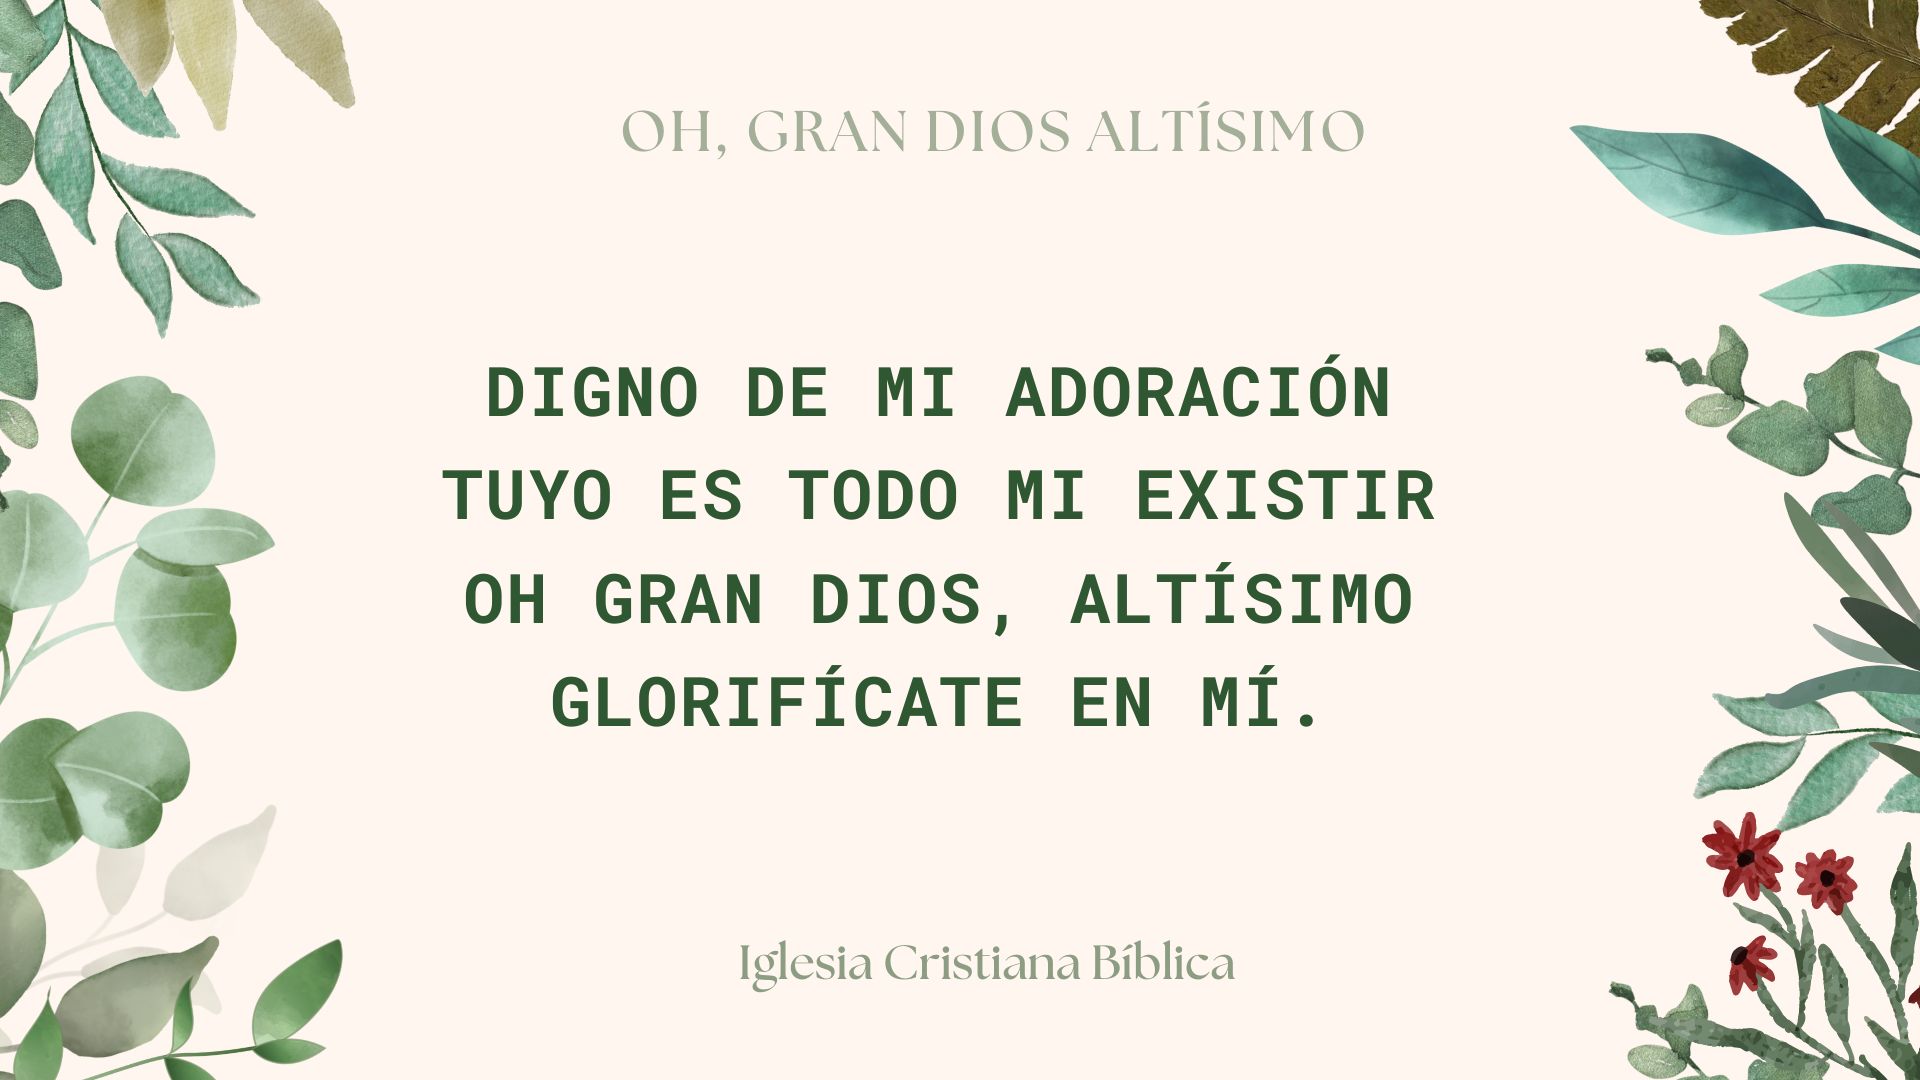 OH, GRAN DIOS ALTÍSIMO
DIGNO DE MI ADORACIÓN
TUYO ES TODO MI EXISTIR
OH GRAN DIOS, ALTÍSIMO
GLORIFÍCATE EN MÍ.
Iglesia Cristiana Bíblica